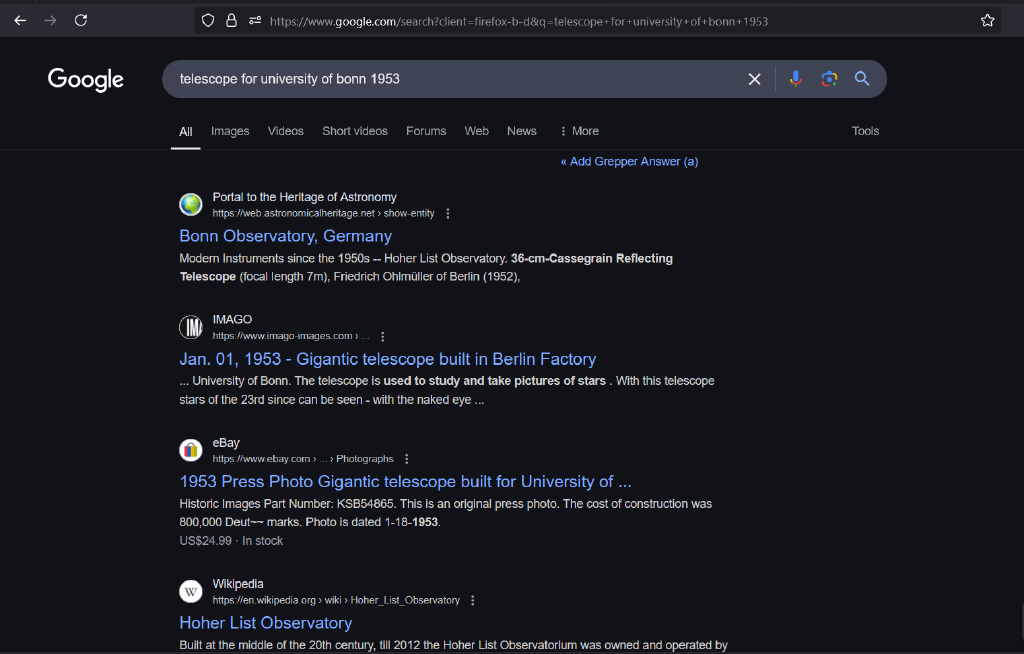 https://www.google.com/search?client=firefox-b-d&q=telescope+for+university+of+bonn+1953
Google
telescope for university of bonn 1953
All Images Videos Short videos Forums Web News More Tools
« Add Grepper Answer (a)
Portal to the Heritage of Astronomy
https://web.astronomicalheritage.net › show-entity
Bonn Observatory, Germany
Modern Instruments since the 1950s -- Hoher List Observatory. 36-cm-Cassegrain Reflecting
Telescope (focal length 7m), Friedrich Ohlmüller of Berlin (1952),
IM
IMAGO
https://www.imago-images.com › ...
Jan. 01, 1953 - Gigantic telescope built in Berlin Factory
... University of Bonn. The telescope is used to study and take pictures of stars . With this telescope
stars of the 23rd since can be seen - with the naked eye ...
eBay
https://www.ebay.com › ... › Photographs
1953 Press Photo Gigantic telescope built for University of ...
Historic Images Part Number: KSB54865. This is an original press photo. The cost of construction was
800,000 Deut~~ marks. Photo is dated 1-18-1953.
US$24.99 · In stock
W
Wikipedia
https://en.wikipedia.org › wiki › Hoher_List_Observatory
Hoher List Observatory
Built at the middle of the 20th century, till 2012 the Hoher List Observatorium was owned and operated by